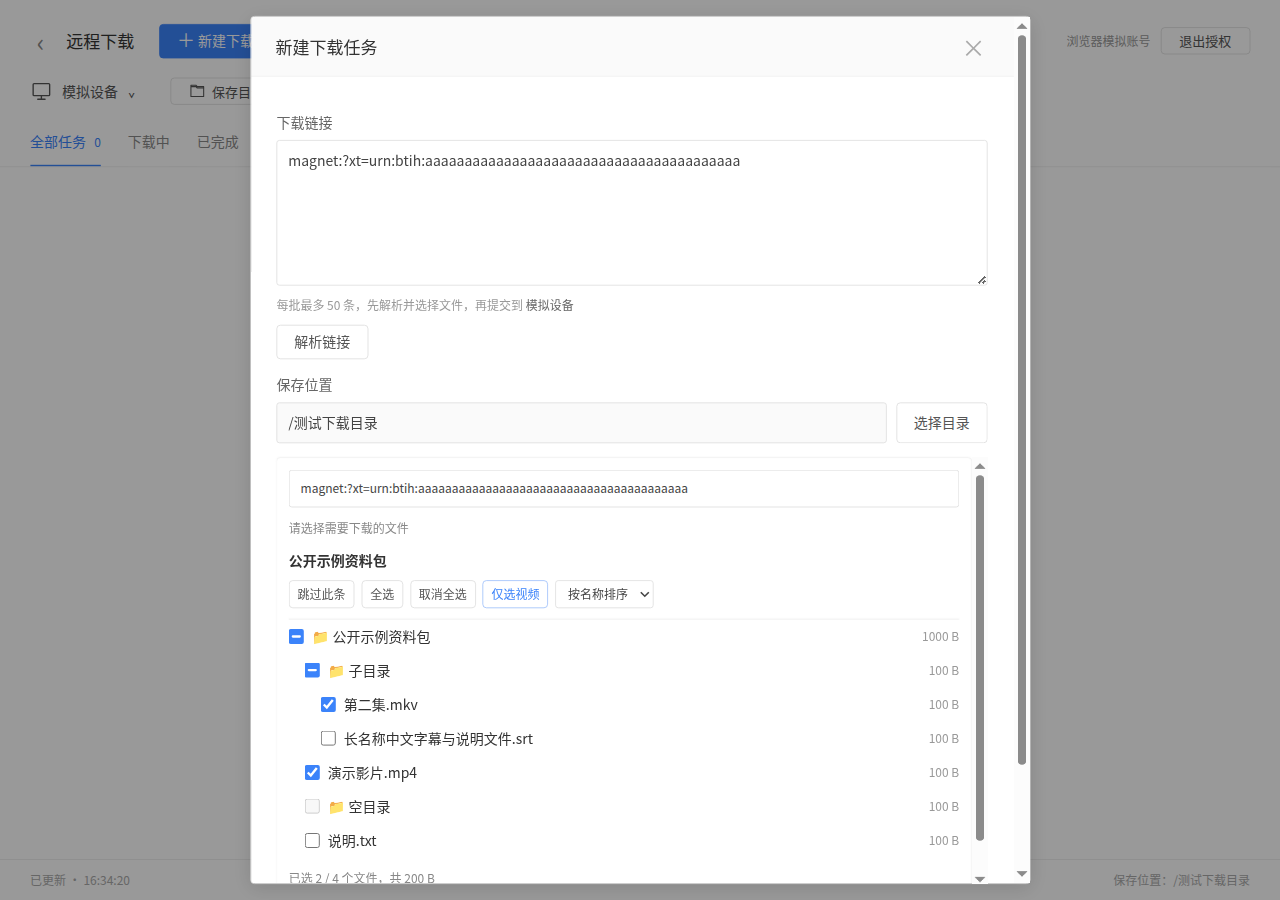 远程下载
新建下载
浏览器模拟账号
退出授权
模拟设备
保存目
全部任务 0
下载中
已完成
新建下载任务
下载链接
magnet:?xt=urn:btih:aaaaaaaaaaaaaaaaaaaaaaaaaaaaaaaaaaaaaaaa
每批最多 50 条，先解析并选择文件，再提交到 模拟设备
解析链接
保存位置
/测试下载目录
选择目录
magnet:?xt=urn:btih:aaaaaaaaaaaaaaaaaaaaaaaaaaaaaaaaaaaaaaaa
请选择需要下载的文件
公开示例资料包
跳过此条 全选 取消全选 仅选视频 按名称排序
公开示例资料包 1000 B
子目录 100 B
第二集.mkv 100 B
长名称中文字幕与说明文件.srt 100 B
演示影片.mp4 100 B
空目录 100 B
说明.txt 100 B
已选 2 / 4 个文件，共 200 B
已更新 · 16:34:20
保存位置：/测试下载目录